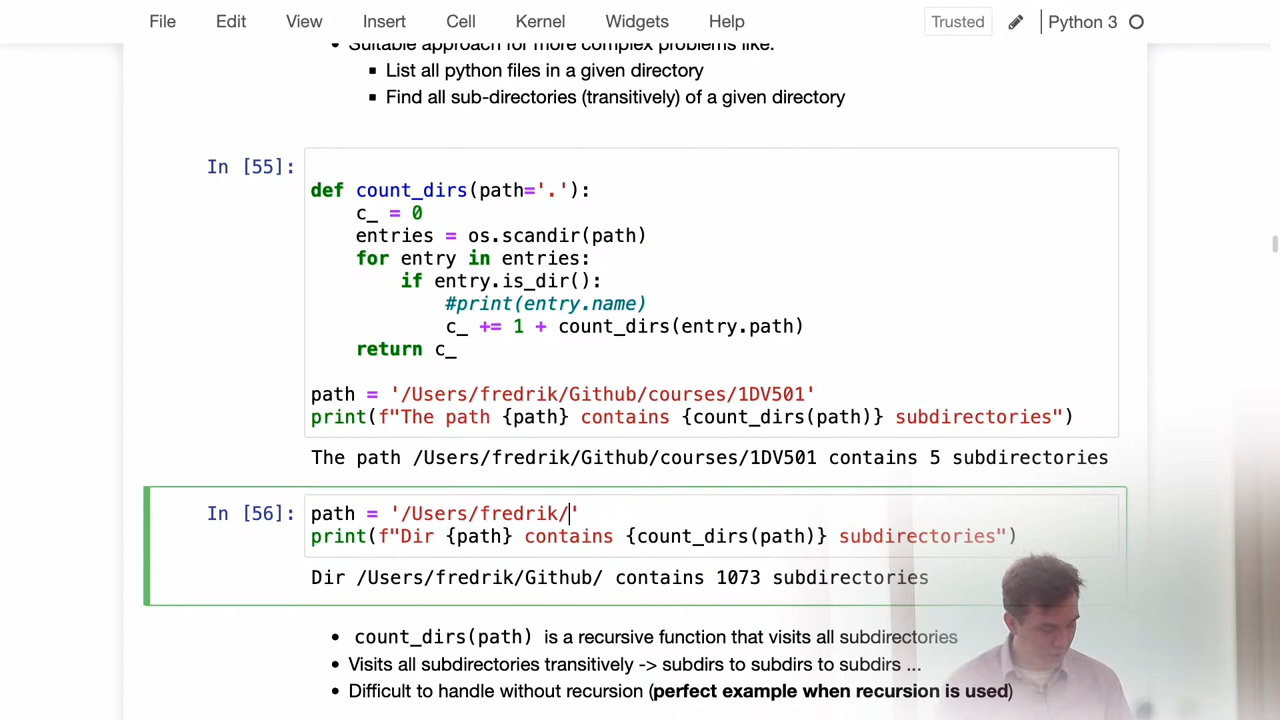 File Edit View Insert Cell Kernel Widgets Help Trusted Python 3
• Suitable approach for more complex problems like:
▪ List all python files in a given directory
▪ Find all sub-directories (transitively) of a given directory
In [55]:
def count_dirs(path='.'):
    c_ = 0
    entries = os.scandir(path)
    for entry in entries:
        if entry.is_dir():
            #print(entry.name)
            c_ += 1 + count_dirs(entry.path)
    return c_
path = '/Users/fredrik/Github/courses/1DV501'
print(f"The path {path} contains {count_dirs(path)} subdirectories")
The path /Users/fredrik/Github/courses/1DV501 contains 5 subdirectories
In [56]: path = '/Users/fredrik/'
print(f"Dir {path} contains {count_dirs(path)} subdirectories")
Dir /Users/fredrik/Github/ contains 1073 subdirectories
• count_dirs(path) is a recursive function that visits all subdirectories
• Visits all subdirectories transitively -> subdirs to subdirs to subdirs ...
• Difficult to handle without recursion (perfect example when recursion is used)